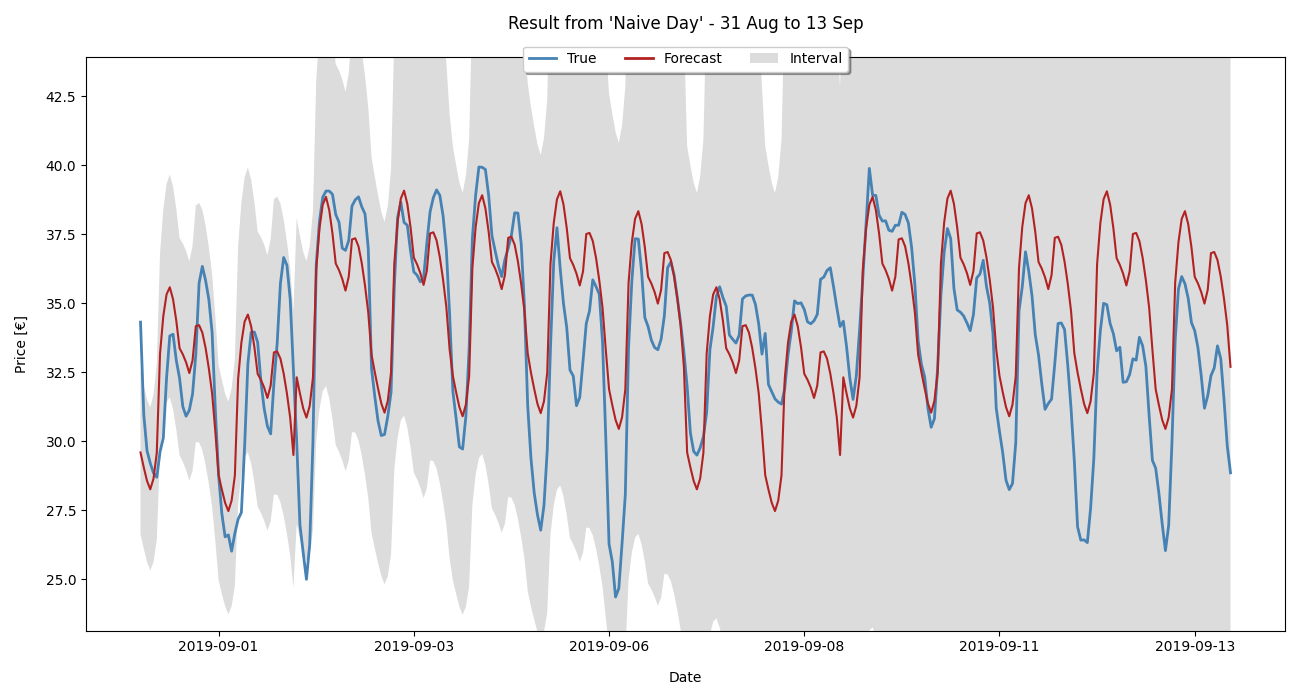 Result from 'Naive Day' - 31 Aug to 13 Sep
True Forecast Interval
42.5
40.0
37.5
35.0
32.5
30.0
27.5
25.0
Price [€]
2019-09-01 2019-09-03 2019-09-06 2019-09-08 2019-09-11 2019-09-13
Date